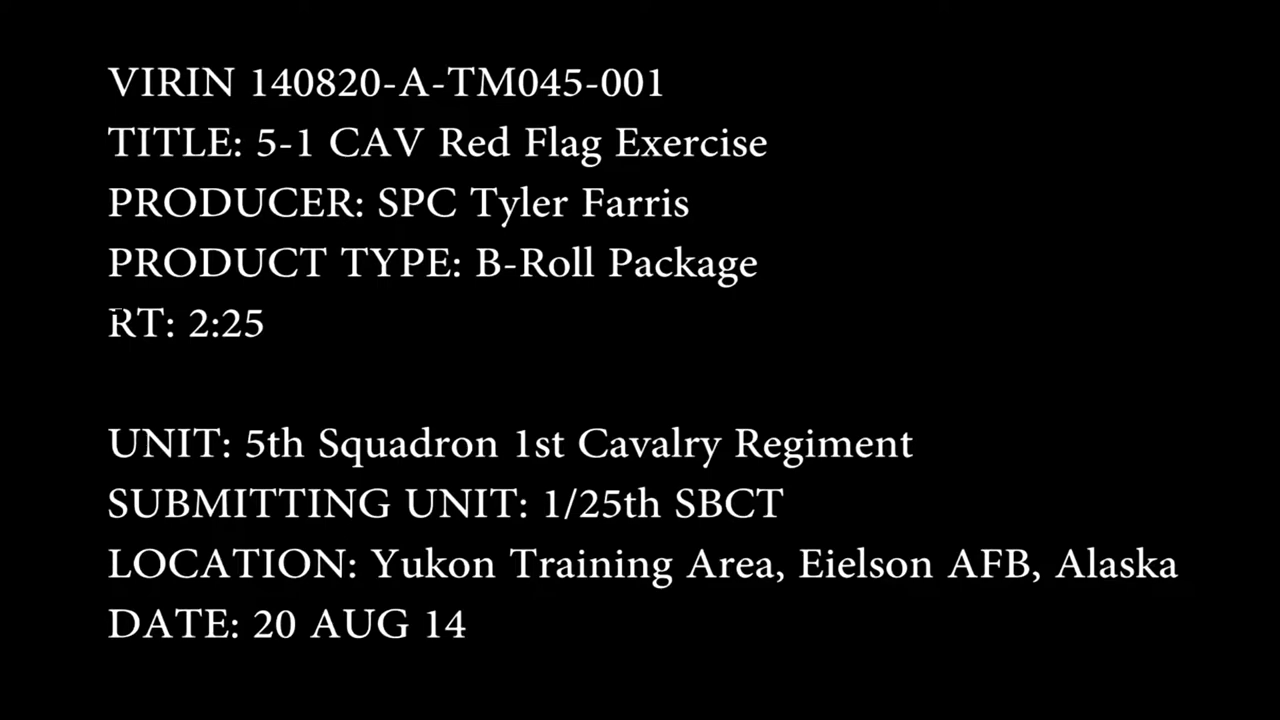 VIRIN 140820-A-TM045-001
TITLE: 5-1 CAV Red Flag Exercise
PRODUCER: SPC Tyler Farris
PRODUCT TYPE: B-Roll Package
RT: 2:25
UNIT: 5th Squadron 1st Cavalry Regiment
SUBMITTING UNIT: 1/25th SBCT
LOCATION: Yukon Training Area, Eielson AFB, Alaska
DATE: 20 AUG 14